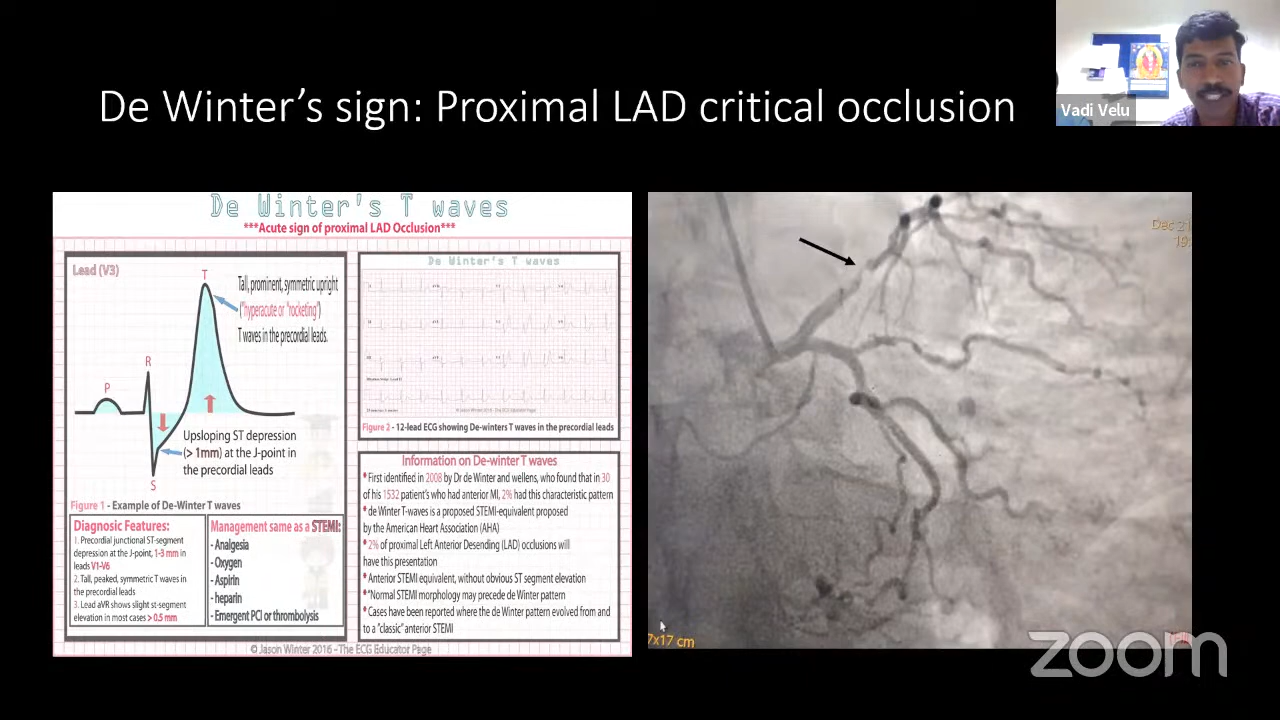 De Winter's sign: Proximal LAD critical occlusion
Vadi Velu
De Winter's T waves
***Acute sign of proximal LAD Occlusion***
Lead (V3)
T
Tall, prominent, symmetric upright
("hyperacute or "rocketing")
T waves in the precordial leads.
R
P
Upsloping ST depression
(> 1mm) at the J-point in
the precordial leads
S
Figure 1 - Example of De-Winter T waves
Diagnostic Features:
1. Precordial junctional ST-segment
depression at the J-point, 1-3 mm in
leads V1-V6
2. Tall, peaked, symmetric T waves in
the precordial leads
3. Lead aVR shows slight st-segment
elevation in most cases > 0.5 mm
Management same as a STEMI:
- Analgesia
- Oxygen
- Aspirin
- heparin
- Emergent PCI or thrombolysis
De Winter's T waves
Figure 2 - 12-lead ECG showing De-winters T waves in the precordial leads
Information on De-winter T waves
*First identified in 2008 by Dr de Winter and wellens, who found that in 30
of his 1532 patient's who had anterior MI, 2% had this characteristic pattern
*de Winter T-waves is a proposed STEMI-equivalent proposed
by the American Heart Association (AHA)
*2% of proximal Left Anterior Desending (LAD) occlusions will
have this presentation
*Anterior STEMI equivalent, without obvious ST segment elevation
*"Normal STEMI morphology may precede de Winter pattern
*Cases have been reported where the de Winter pattern evolved from and
to a "classic" anterior STEMI
© Jason Winter 2016 - The ECG Educator Page
Dec 21
19:
7x17 cm
zoom